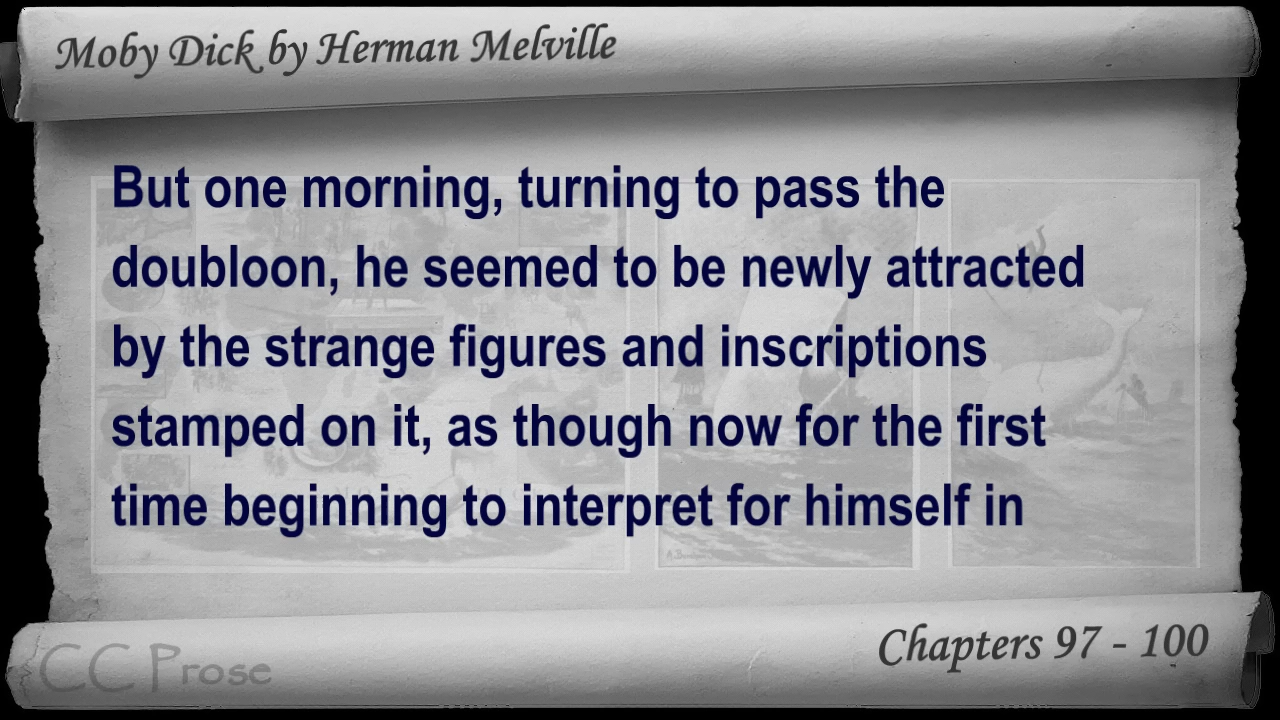 Moby Dick by Herman Melville
But one morning, turning to pass the
doubloon, he seemed to be newly attracted
by the strange figures and inscriptions
stamped on it, as though now for the first
time beginning to interpret for himself in
Chapters 97 - 100
CC Prose